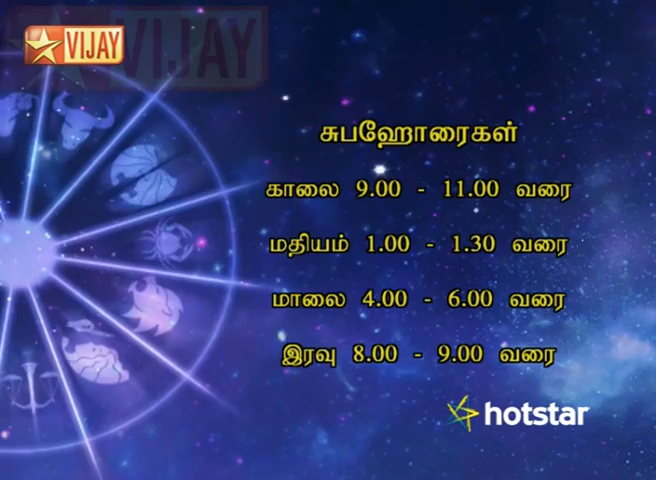 VIJAY
VIJAY
சுபஹோரைகள்
காலை 9.00 - 11.00 வரை
மதியம் 1.00 - 1.30 வரை
மாலை 4.00 - 6.00 வரை
இரவு 8.00 - 9.00 வரை
hotstar